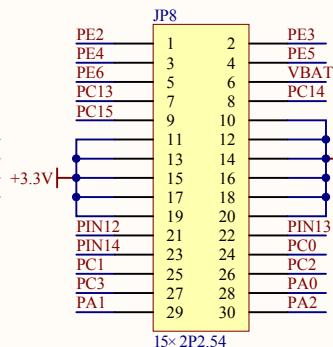 JP8
PE2 1 2 PE3
PE4 3 4 PE5
PE6 5 6 VBAT
PC13 7 8 PC14
PC15 9 10
11 12
13 14
+3.3V 15 16
17 18
19 20
PIN12 21 22 PIN13
PIN14 23 24 PC0
PC1 25 26 PC2
PC3 27 28 PA0
PA1 29 30 PA2
15×2P2.54